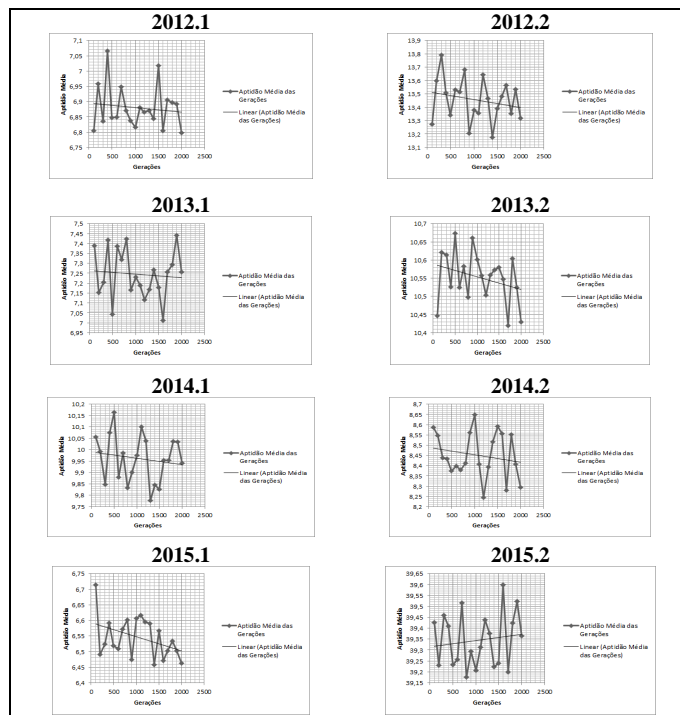 2012.1
7,1
7,05
7
6,95
6,9
6,85
6,8
6,75
0 500 1000 1500 2000 2500
Aptidão Média
Gerações
Aptidão Média das
Gerações
Linear (Aptidão Média
das Gerações)
2012.2
13,9
13,8
13,7
13,6
13,5
13,4
13,3
13,2
13,1
0 500 1000 1500 2000 2500
Aptidão Média
Gerações
Aptidão Média das
Gerações
Linear (Aptidão Média
das Gerações)
2013.1
7,5
7,45
7,4
7,35
7,3
7,25
7,2
7,15
7,1
7,05
7
6,95
0 500 1000 1500 2000 2500
Aptidão Média
Gerações
Aptidão Média das
Gerações
Linear (Aptidão Média
das Gerações)
2013.2
10,7
10,65
10,6
10,55
10,5
10,45
10,4
0 500 1000 1500 2000 2500
Aptidão Média
Gerações
Aptidão Média das
Gerações
Linear (Aptidão Média
das Gerações)
2014.1
10,2
10,15
10,1
10,05
10
9,95
9,9
9,85
9,8
9,75
0 500 1000 1500 2000 2500
Aptidão Média
Gerações
Aptidão Média das
Gerações
Linear (Aptidão Média
das Gerações)
2014.2
8,7
8,65
8,6
8,55
8,5
8,45
8,4
8,35
8,3
8,25
8,2
0 500 1000 1500 2000 2500
Aptidão Média
Gerações
Aptidão Média das
Gerações
Linear (Aptidão Média
das Gerações)
2015.1
6,75
6,7
6,65
6,6
6,55
6,5
6,45
6,4
0 500 1000 1500 2000 2500
Aptidão Média
Gerações
Aptidão Média das
Gerações
Linear (Aptidão Média
das Gerações)
2015.2
39,65
39,6
39,55
39,5
39,45
39,4
39,35
39,3
39,25
39,2
39,15
0 500 1000 1500 2000 2500
Aptidão Média
Gerações
Aptidão Média das
Gerações
Linear (Aptidão Média
das Gerações)